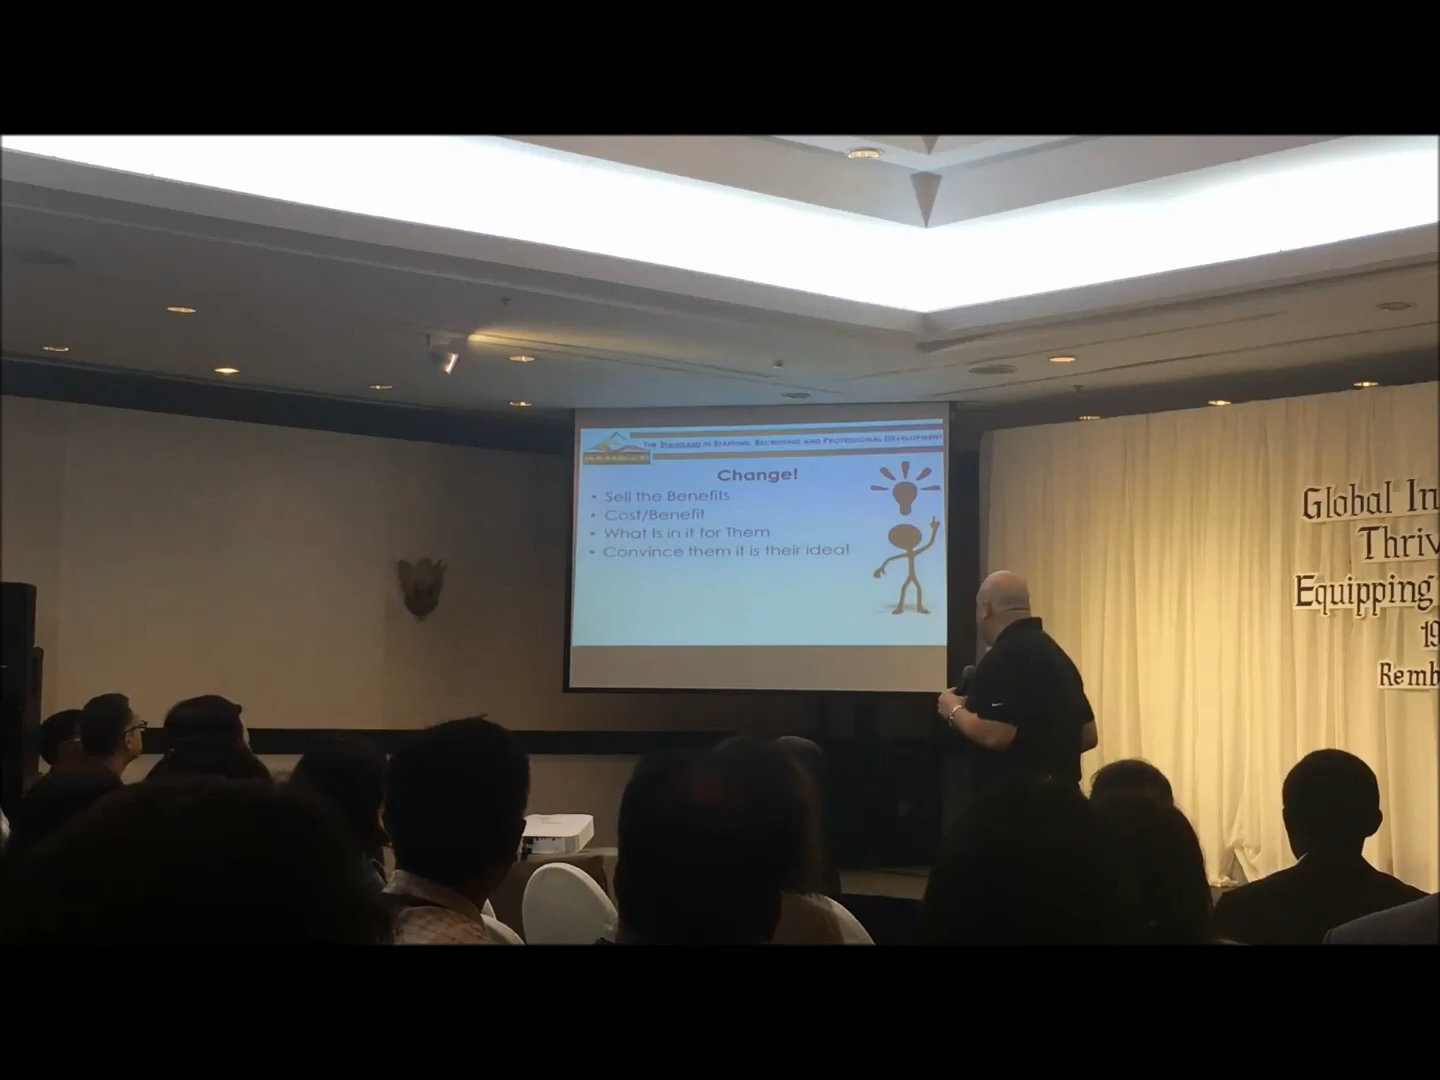 THE STANDARD IN STAFFING, RECRUITING AND PROFESSIONAL DEVELOPMENT
Change!
• Sell the Benefits
• Cost/Benefit
• What Is in it for Them
• Convince them it is their idea!
Global In
Thriv
Equipping
19
Remb